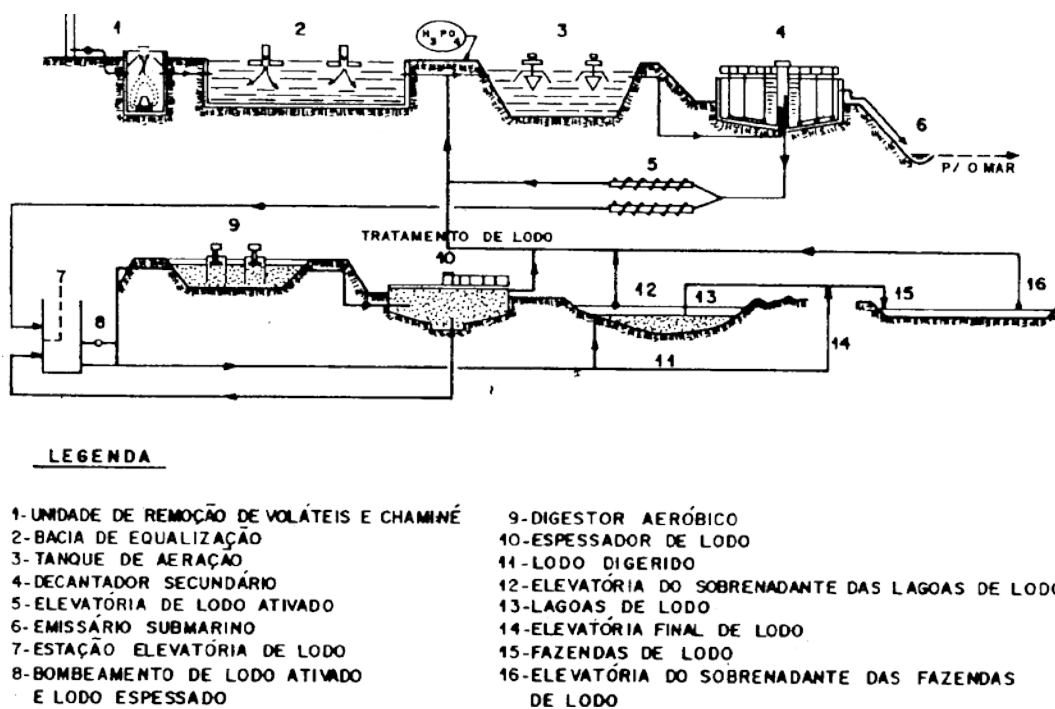 1
2
H3PO4
3
4
6
P/ O MAR
5
9
TRATAMENTO DE LODO
10
7
8
12
13
15
16
14
11
LEGENDA
1-UNIDADE DE REMOÇÃO DE VOLÁTEIS E CHAMINÉ
2-BACIA DE EQUALIZAÇÃO
3-TANQUE DE AERAÇÃO
4-DECANTADOR SECUNDÁRIO
5-ELEVATÓRIA DE LODO ATIVADO
6-EMISSÁRIO SUBMARINO
7-ESTAÇÃO ELEVATÓRIA DE LODO
8-BOMBEAMENTO DE LODO ATIVADO
E LODO ESPESSADO
9-DIGESTOR AERÓBICO
10-ESPESSADOR DE LODO
11-LODO DIGERIDO
12-ELEVATÓRIA DO SOBRENADANTE DAS LAGOAS DE LODO
13-LAGOAS DE LODO
14-ELEVATÓRIA FINAL DE LODO
15-FAZENDAS DE LODO
16-ELEVATÓRIA DO SOBRENADANTE DAS FAZENDAS
DE LODO